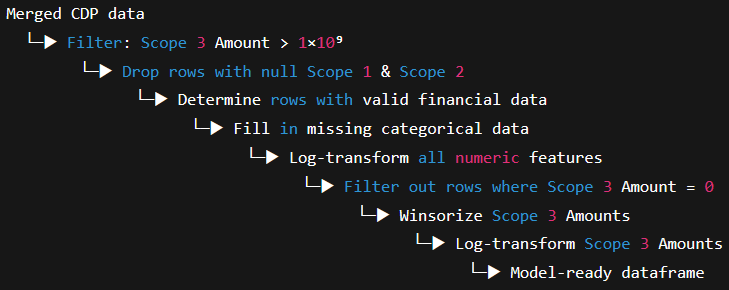 Merged CDP data
└─▶ Filter: Scope 3 Amount > 1×10⁹
└─▶ Drop rows with null Scope 1 & Scope 2
└─▶ Determine rows with valid financial data
└─▶ Fill in missing categorical data
└─▶ Log-transform all numeric features
└─▶ Filter out rows where Scope 3 Amount = 0
└─▶ Winsorize Scope 3 Amounts
└─▶ Log-transform Scope 3 Amounts
└─▶ Model-ready dataframe